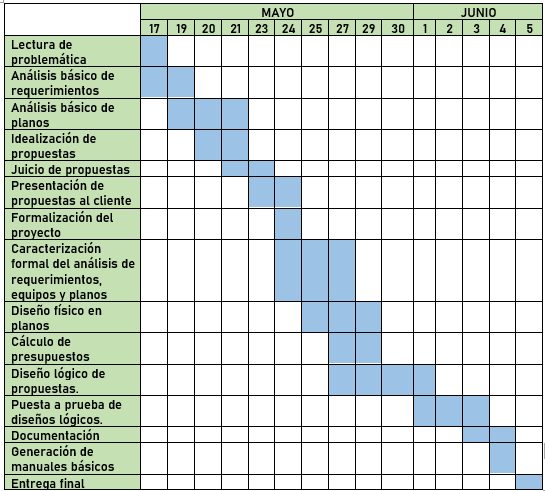 MAYO JUNIO
17 19 20 21 23 24 25 27 29 30 1 2 3 4 5
Lectura de
problemática
Análisis básico de
requerimientos
Análisis básico de
planos
Idealización de
propuestas
Juicio de propuestas
Presentación de
propuestas al cliente
Formalización del
proyecto
Caracterización
formal del análisis de
requerimientos,
equipos y planos
Diseño físico en
planos
Cálculo de
presupuestos
Diseño lógico de
propuestas.
Puesta a prueba de
diseños lógicos.
Documentación
Generación de
manuales básicos
Entrega final